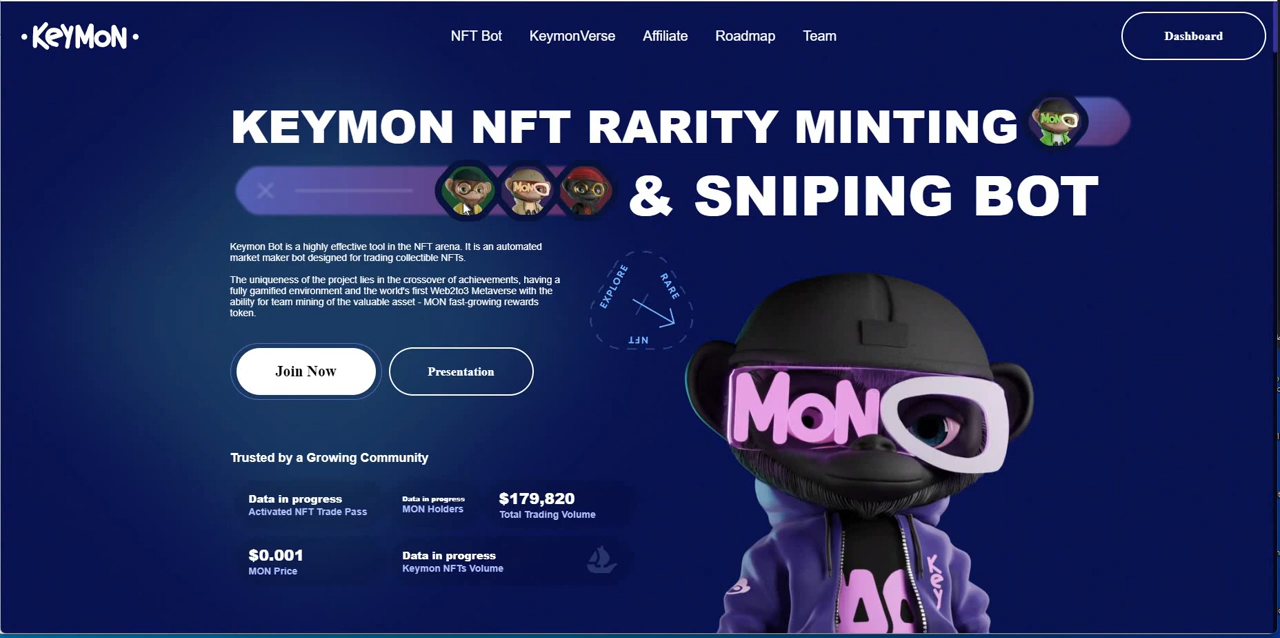 KEYMON
NFT Bot
KeymonVerse
Affiliate
Roadmap
Team
Dashboard
KEYMON NFT RARITY MINTING
MON
MON
& SNIPING BOT
Keymon Bot is a highly effective tool in the NFT arena. It is an automated
market maker bot designed for trading collectible NFTs.
The uniqueness of the project lies in the crossover of achievements, having a
fully gamified environment and the world's first Web2to3 Metaverse with the
ability for team mining of the valuable asset - MON fast-growing rewards
token.
EXPLORE
RARE
NFT
Join Now
Presentation
MON
Trusted by a Growing Community
Data in progress
Activated NFT Trade Pass
Data in progress
MON Holders
$179,820
Total Trading Volume
$0.001
MON Price
Data in progress
Keymon NFTs Volume
Key